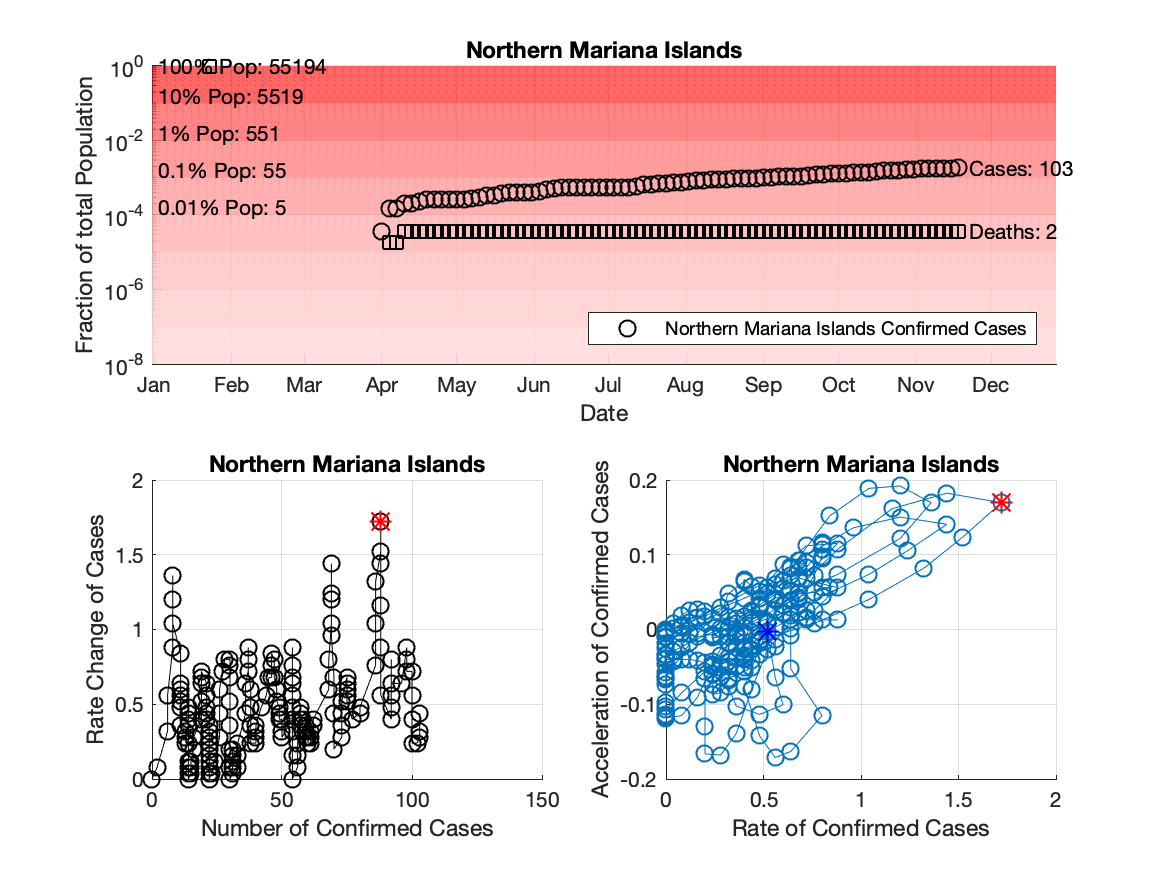 Northern Mariana Islands
Fraction of total Population
10^0
10^-2
10^-4
10^-6
10^-8
100% Pop: 55194
10% Pop: 5519
1% Pop: 551
0.1% Pop: 55
0.01% Pop: 5
Cases: 103
Deaths: 2
Northern Mariana Islands Confirmed Cases
Jan Feb Mar Apr May Jun Jul Aug Sep Oct Nov Dec
Date
Northern Mariana Islands
Rate Change of Cases
2
1.5
1
0.5
0
0 50 100 150
Number of Confirmed Cases
Northern Mariana Islands
Acceleration of Confirmed Cases
0.2
0.1
0
-0.1
-0.2
0 0.5 1 1.5 2
Rate of Confirmed Cases